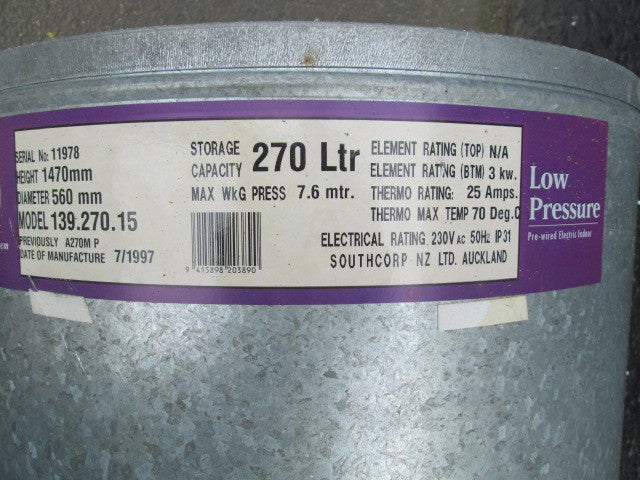 SERIAL No: 11978
HEIGHT 1470mm
DIAMETER 560 mm
MODEL 139.270.15
PREVIOUSLY A270M P
DATE OF MANUFACTURE 7/1997
STORAGE
CAPACITY 270 Ltr
MAX WkG PRESS 7.6 mtr.
9 415898 203890
ELEMENT RATING (TOP) N/A
ELEMENT RATING (BTM) 3 kw.
THERMO RATING: 25 Amps.
THERMO MAX TEMP 70 Deg.C
ELECTRICAL RATING 230V AC 50Hz IP31
SOUTHCORP NZ LTD. AUCKLAND
Low
Pressure
Pre-wired Electric Indoor